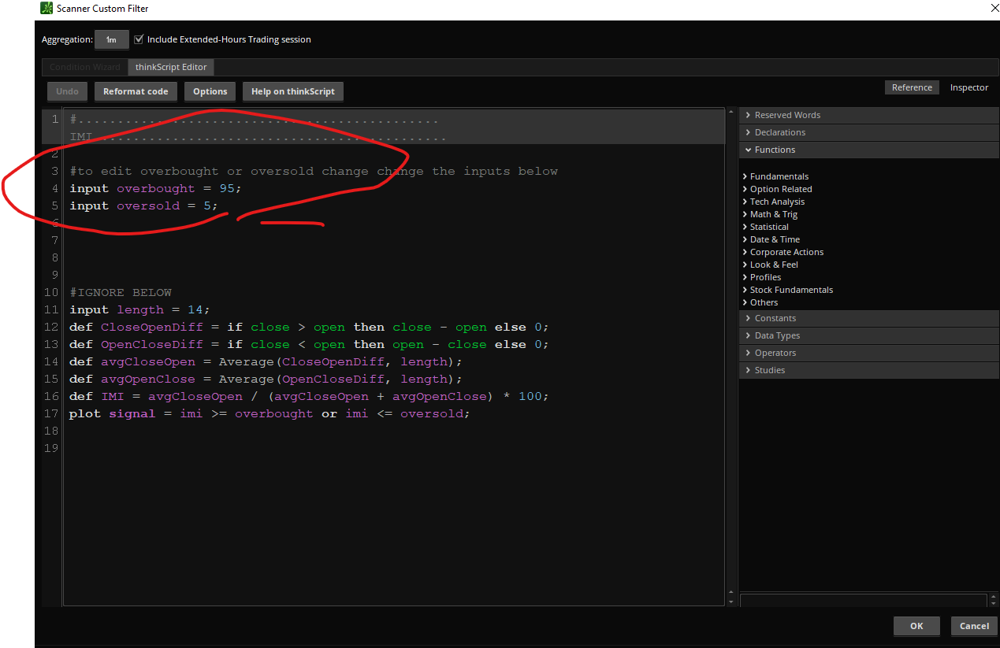 Scanner Custom Filter
Aggregation: 1m Include Extended-Hours Trading session
Condition Wizard thinkScript Editor
Undo Reformat code Options Help on thinkScript Reference Inspector
1 #..............................................
IMI.............................................
2
3 #to edit overbought or oversold change change the inputs below
4 input overbought = 95;
5 input oversold = 5;
6
7
8
9
10 #IGNORE BELOW
11 input length = 14;
12 def CloseOpenDiff = if close > open then close - open else 0;
13 def OpenCloseDiff = if close < open then open - close else 0;
14 def avgCloseOpen = Average(CloseOpenDiff, length);
15 def avgOpenClose = Average(OpenCloseDiff, length);
16 def IMI = avgCloseOpen / (avgCloseOpen + avgOpenClose) * 100;
17 plot signal = imi >= overbought or imi <= oversold;
18
19
Reserved Words
Declarations
Functions
Fundamentals
Option Related
Tech Analysis
Math & Trig
Statistical
Date & Time
Corporate Actions
Look & Feel
Profiles
Stock Fundamentals
Others
Constants
Data Types
Operators
Studies
OK Cancel